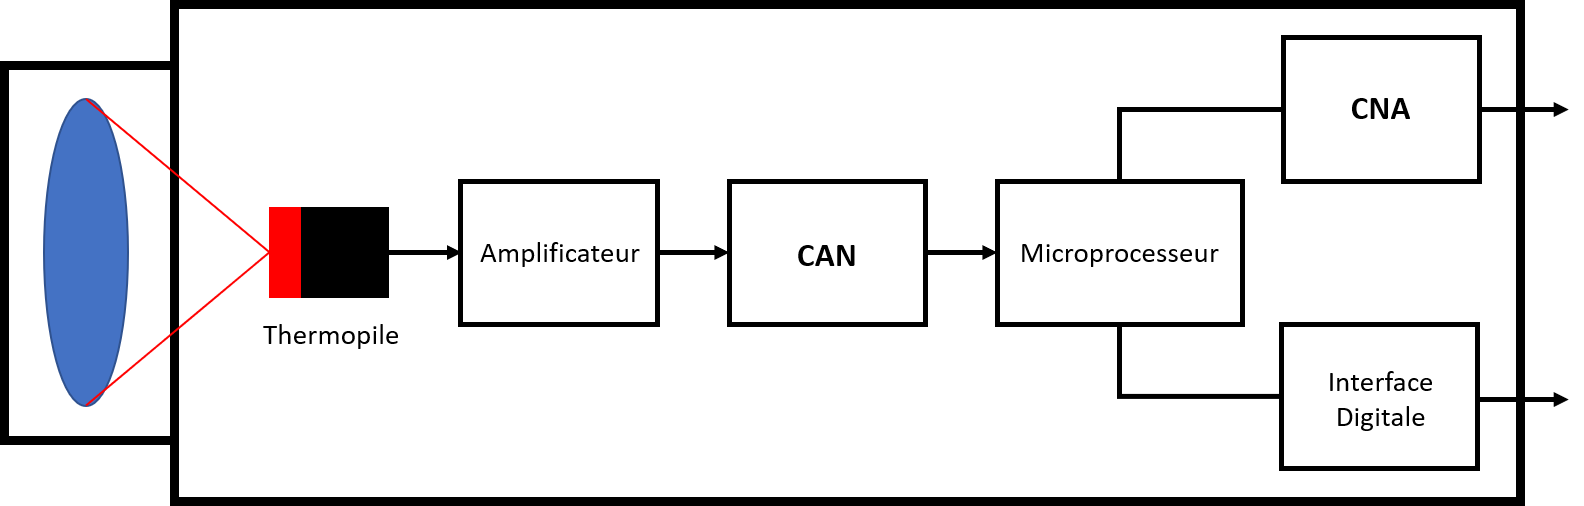 Thermopile
Amplificateur
CAN
Microprocesseur
CNA
Interface
Digitale